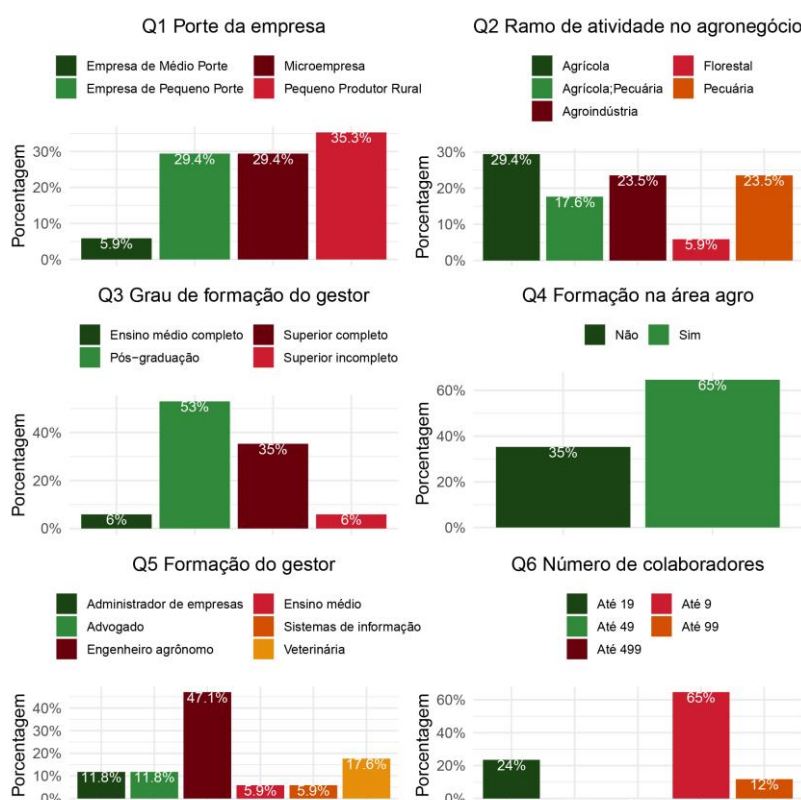 Q1 Porte da empresa
Empresa de Médio Porte Microempresa
Empresa de Pequeno Porte Pequeno Produtor Rural
Porcentagem
30%
20%
10%
0%
5.9% 29.4% 29.4% 35.3%
Q2 Ramo de atividade no agronegócio
Agrícola Florestal
Agrícola;Pecuária Pecuária
Agroindústria
Porcentagem
30%
20%
10%
0%
29.4% 17.6% 23.5% 5.9% 23.5%
Q3 Grau de formação do gestor
Ensino médio completo Superior completo
Pós−graduação Superior incompleto
Porcentagem
40%
20%
0%
6% 53% 35% 6%
Q4 Formação na área agro
Não Sim
Porcentagem
60%
40%
20%
0%
35% 65%
Q5 Formação do gestor
Administrador de empresas Ensino médio
Advogado Sistemas de informação
Engenheiro agrônomo Veterinária
Porcentagem
40%
30%
20%
10%
0%
11.8% 11.8% 47.1% 5.9% 5.9% 17.6%
Q6 Número de colaboradores
Até 19 Até 9
Até 49 Até 99
Até 499
Porcentagem
60%
40%
20%
0%
24% 65% 12%